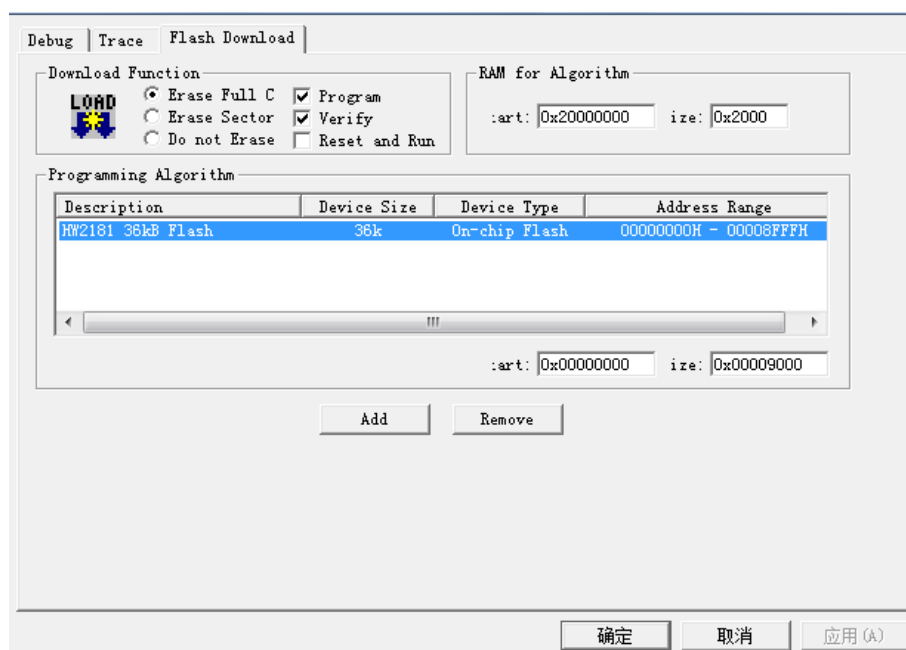 Debug Trace Flash Download
Download Function
LOAD
Erase Full C Program
Erase Sector Verify
Do not Erase Reset and Run
RAM for Algorithm
:art: 0x20000000 ize: 0x2000
Programming Algorithm
Description Device Size Device Type Address Range
HW2181 36kB Flash 36k On-chip Flash 00000000H - 00008FFFH
:art: 0x00000000 ize: 0x00009000
Add Remove
确定 取消 应用(A)